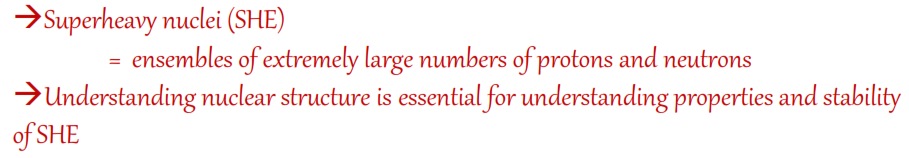 →Superheavy nuclei (SHE)
= ensembles of extremely large numbers of protons and neutrons
→Understanding nuclear structure is essential for understanding properties and stability
of SHE